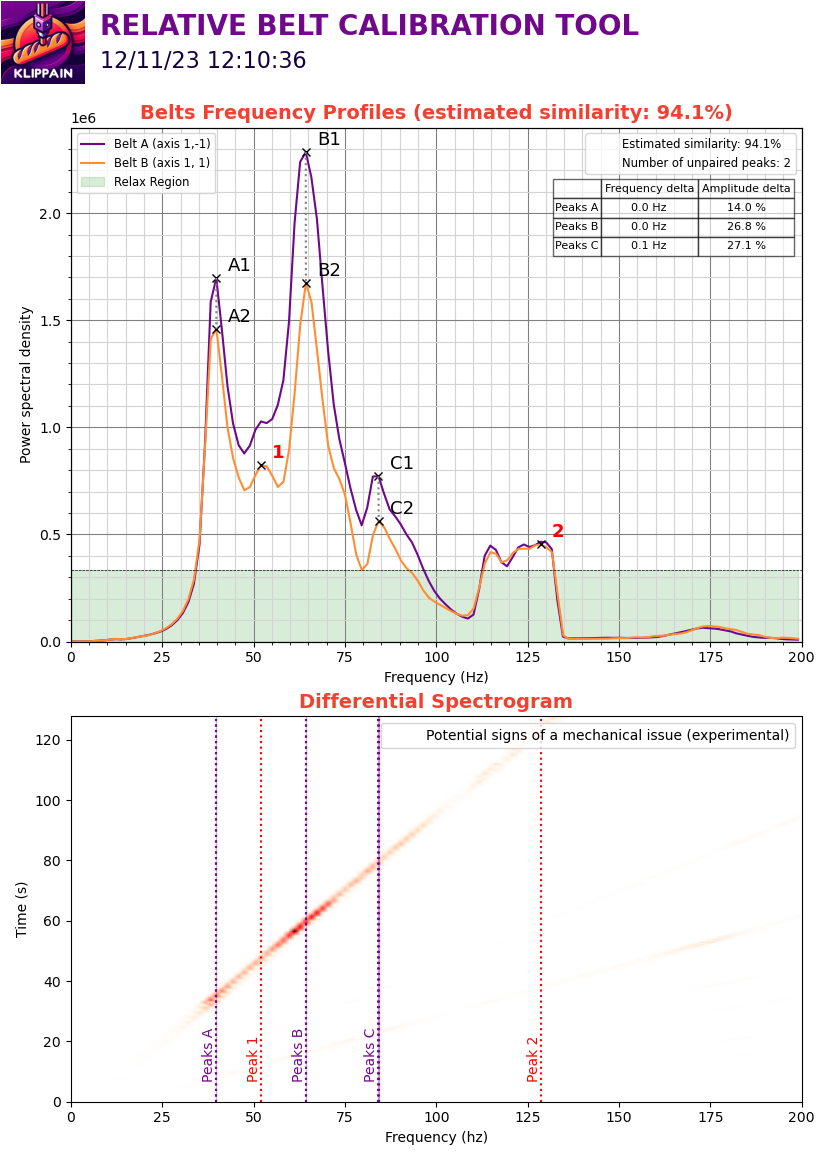 RELATIVE BELT CALIBRATION TOOL
12/11/23 12:10:36
KLIPPAIN
Belts Frequency Profiles (estimated similarity: 94.1%)
1e6
Belt A (axis 1,-1)
Belt B (axis 1, 1)
Relax Region
Estimated similarity: 94.1%
Number of unpaired peaks: 2
Frequency delta Amplitude delta
Peaks A 0.0 Hz 14.0 %
Peaks B 0.0 Hz 26.8 %
Peaks C 0.1 Hz 27.1 %
B1
A1
B2
A2
1
C1
C2
2
Power spectral density
2.0
1.5
1.0
0.5
0.0
0 25 50 75 100 125 150 175 200
Frequency (Hz)
Differential Spectrogram
Potential signs of a mechanical issue (experimental)
Time (s)
120
100
80
60
40
20
0
Peaks A
Peak 1
Peaks B
Peaks C
Peak 2
0 25 50 75 100 125 150 175 200
Frequency (hz)